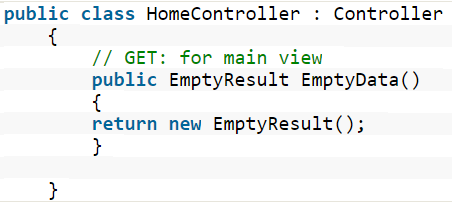 public class HomeController : Controller
{
// GET: for main view
public EmptyResult EmptyData()
{
return new EmptyResult();
}
}